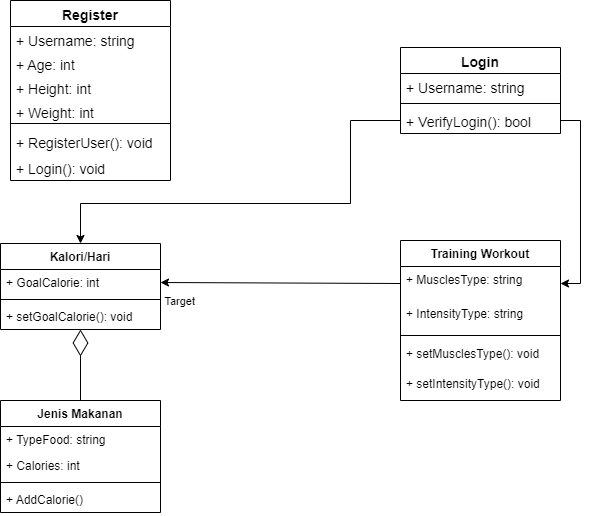 Register
+ Username: string
+ Age: int
+ Height: int
+ Weight: int
+ RegisterUser(): void
+ Login(): void
Login
+ Username: string
+ VerifyLogin(): bool
Kalori/Hari
+ GoalCalorie: int
+ setGoalCalorie(): void
Target
Training Workout
+ MusclesType: string
+ IntensityType: string
+ setMusclesType(): void
+ setIntensityType(): void
Jenis Makanan
+ TypeFood: string
+ Calories: int
+ AddCalorie()